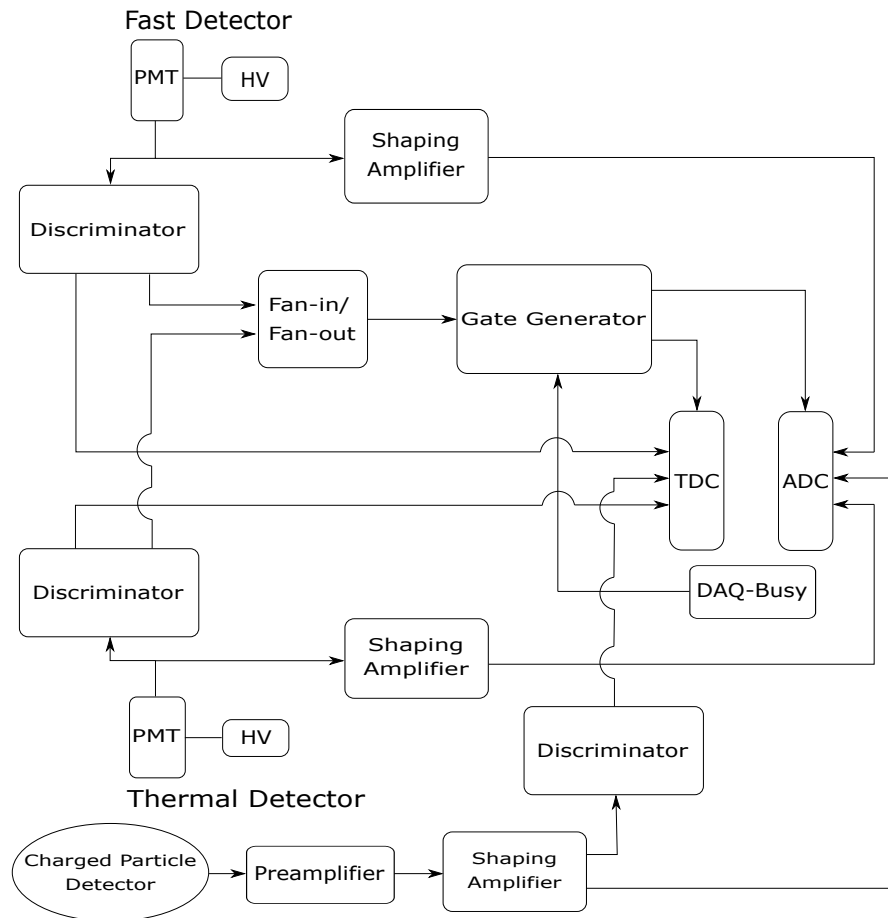 Fast Detector
PMT
HV
Shaping
Amplifier
Discriminator
Fan-in/
Fan-out
Gate Generator
TDC
ADC
Discriminator
DAQ-Busy
Shaping
Amplifier
PMT
HV
Discriminator
Thermal Detector
Charged Particle
Detector
Preamplifier
Shaping
Amplifier